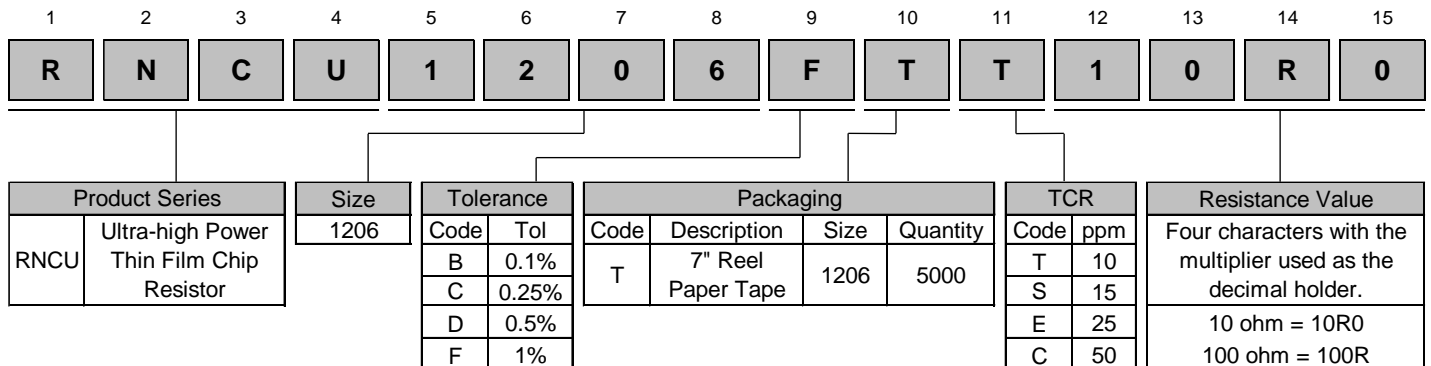 1 2 3 4 5 6 7 8 9 10 11 12 13 14 15
R N C U 1 2 0 6 F T T 1 0 R 0
Product Series
RNCU
Ultra-high Power
Thin Film Chip
Resistor
Size
1206
Tolerance
Code Tol
B 0.1%
C 0.25%
D 0.5%
F 1%
Packaging
Code Description Size Quantity
T
7" Reel
Paper Tape
1206 5000
TCR
Code ppm
T 10
S 15
E 25
C 50
Resistance Value
Four characters with the
multiplier used as the
decimal holder.
10 ohm = 10R0
100 ohm = 100R